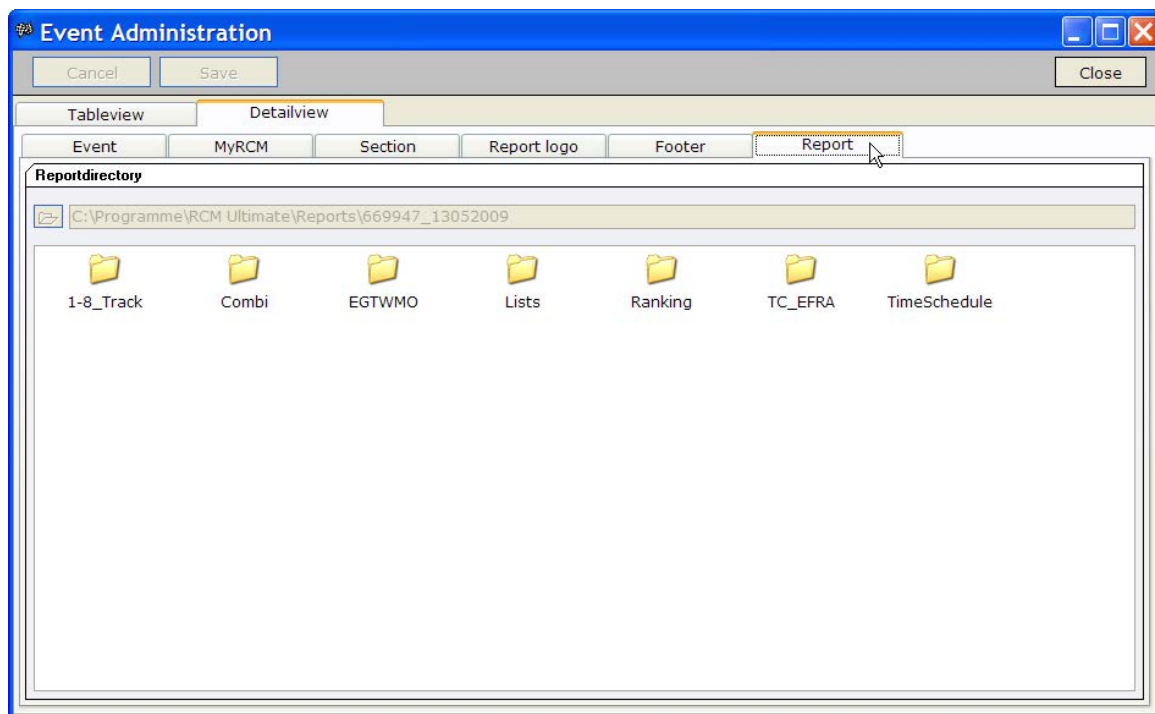 Event Administration
Cancel Save Close
Tableview Detailview
Event MyRCM Section Report logo Footer Report
Reportdirectory
C:\Programme\RCM Ultimate\Reports\669947_13052009
1-8_Track Combi EGTWMO Lists Ranking TC_EFRA TimeSchedule